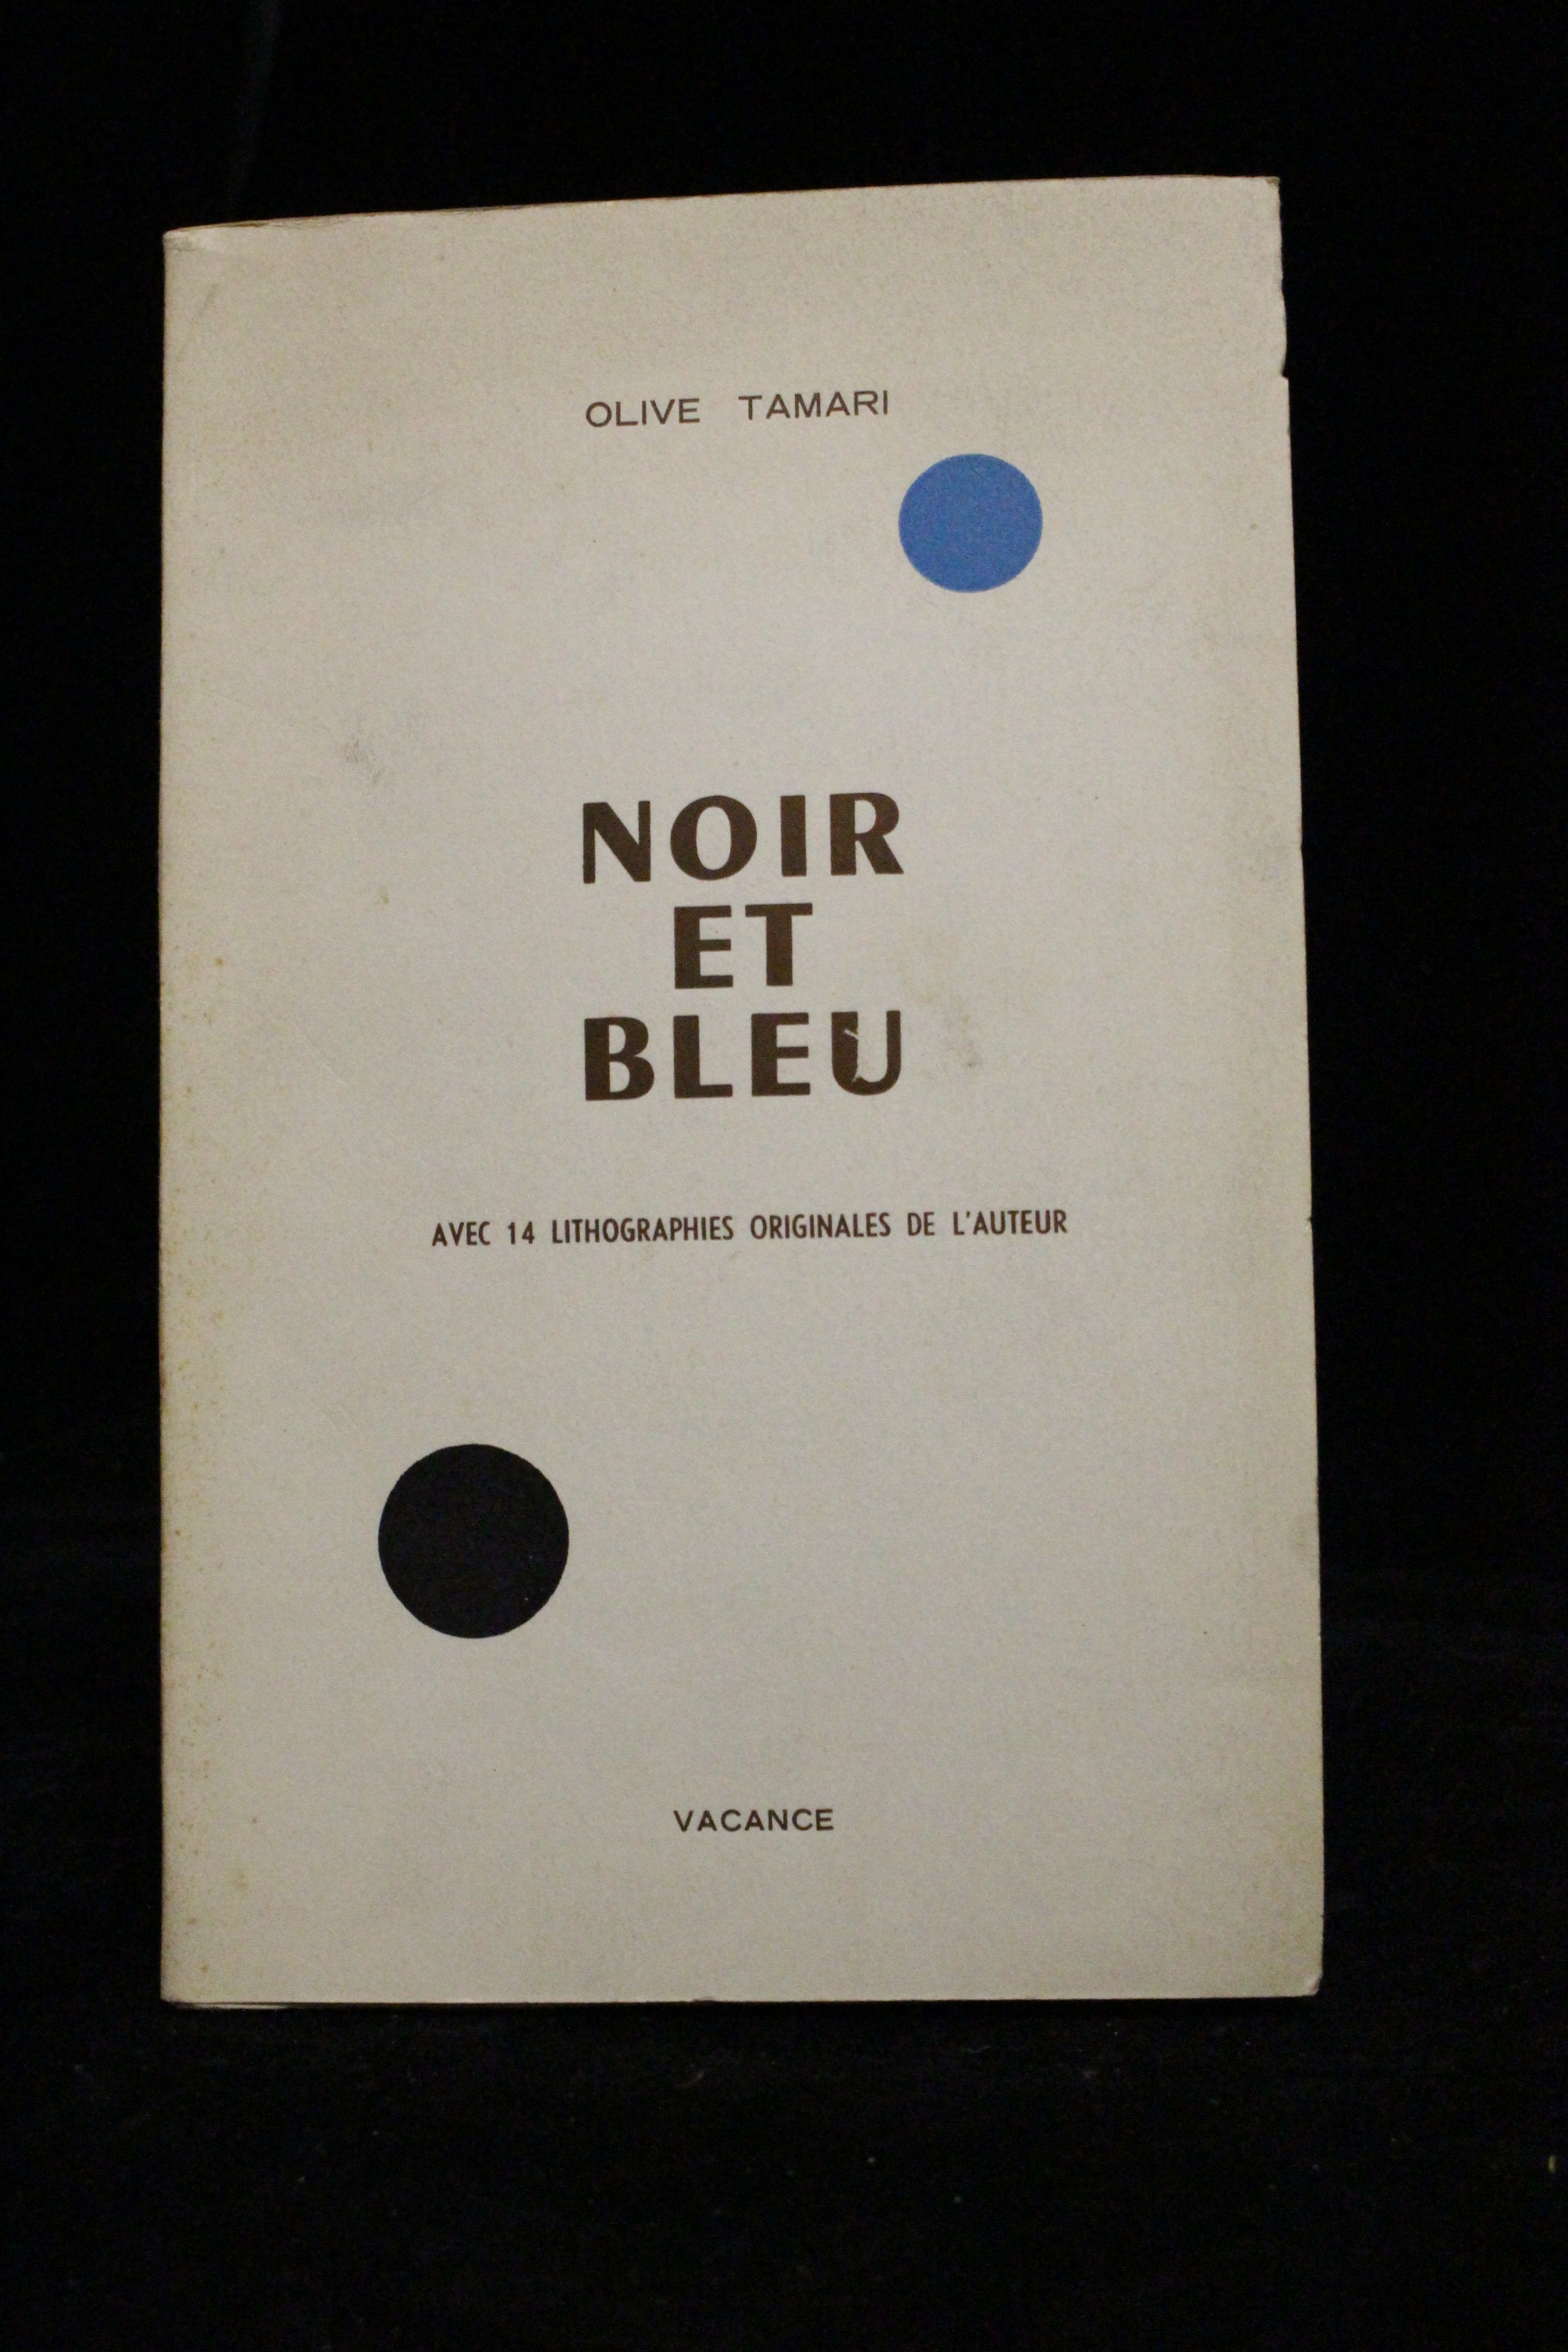 OLIVE TAMARI
NOIR
ET
BLEU
AVEC 14 LITHOGRAPHIES ORIGINALES DE L'AUTEUR
VACANCE